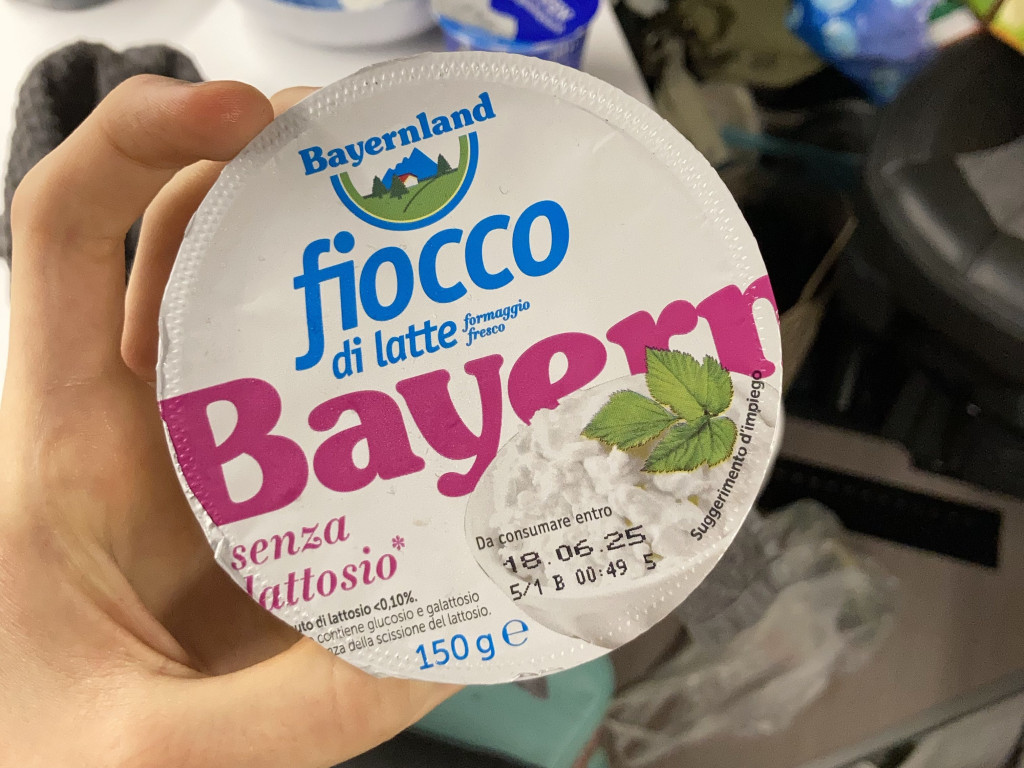 Bayernland
fiocco
di latte
formaggio
fresco
Bayern
senza
lattosio*
Suggerimento d'impiego
Da consumare entro
18.06.25
5/1 B 00:49 5
di lattosio <0,10%.
contiene glucosio e galattosio
della scissione del lattosio.
150 g e